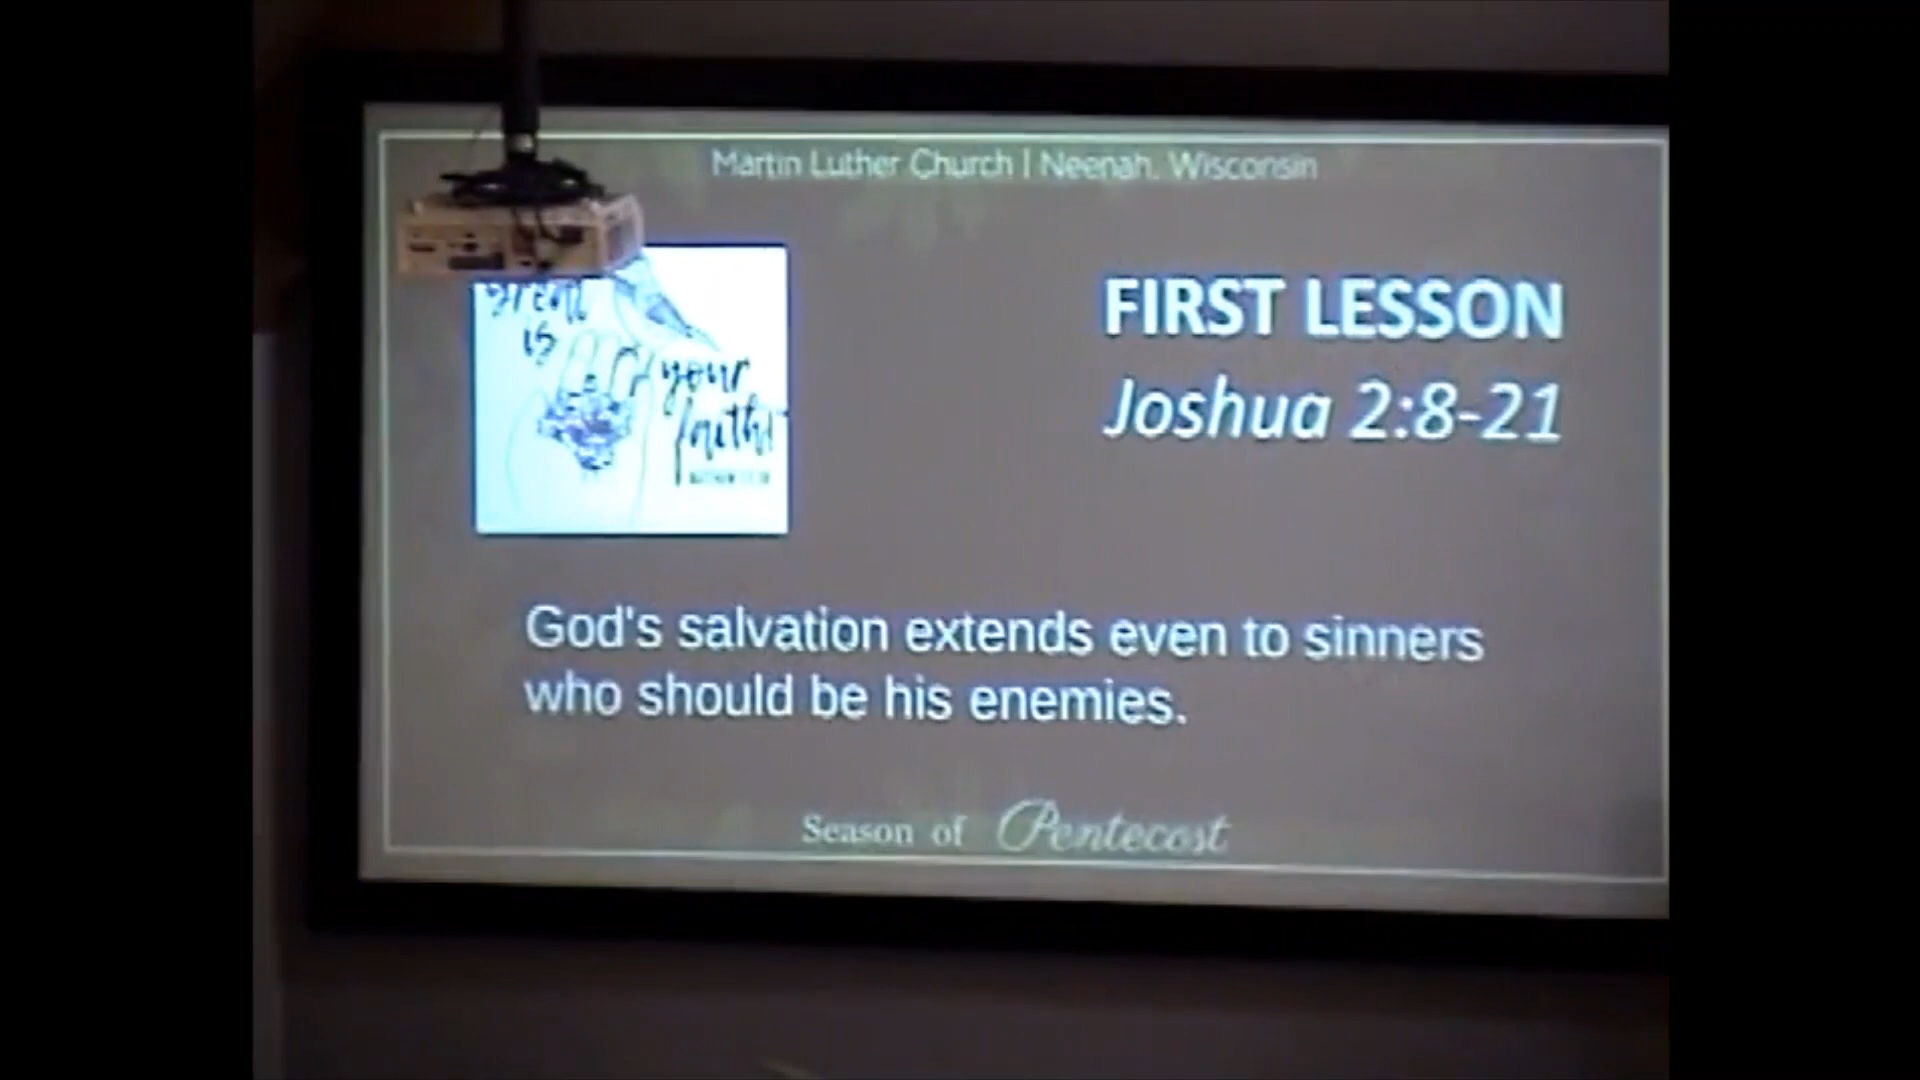 Martin Luther Church | Neenah, Wisconsin
FIRST LESSON
Joshua 2:8-21
is
your
faith!
God's salvation extends even to sinners
who should be his enemies.
Season of Pentecost